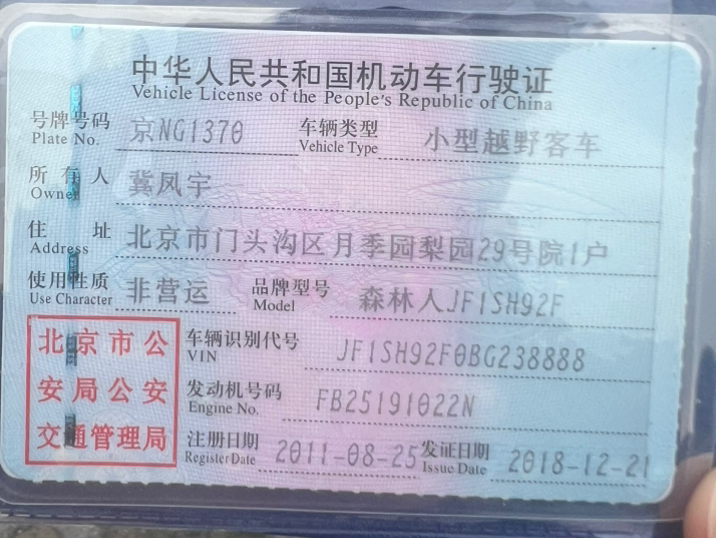 中华人民共和国机动车行驶证
Vehicle License of the People's Republic of China
号牌号码 京NG1370 车辆类型 小型越野客车
Plate No. Vehicle Type
所有人 冀凤宇
Owner
住址 北京市门头沟区月季园梨园29号院1户
Address
使用性质 非营运 品牌型号 森林人JF1SH92F
Use Character Model
北京市公 车辆识别代号 JF1SH92F0BG238888
VIN
安局公安 发动机号码 FB25191022N
Engine No.
交通管理局 注册日期 2011-08-25 发证日期 2018-12-21
Register Date Issue Date